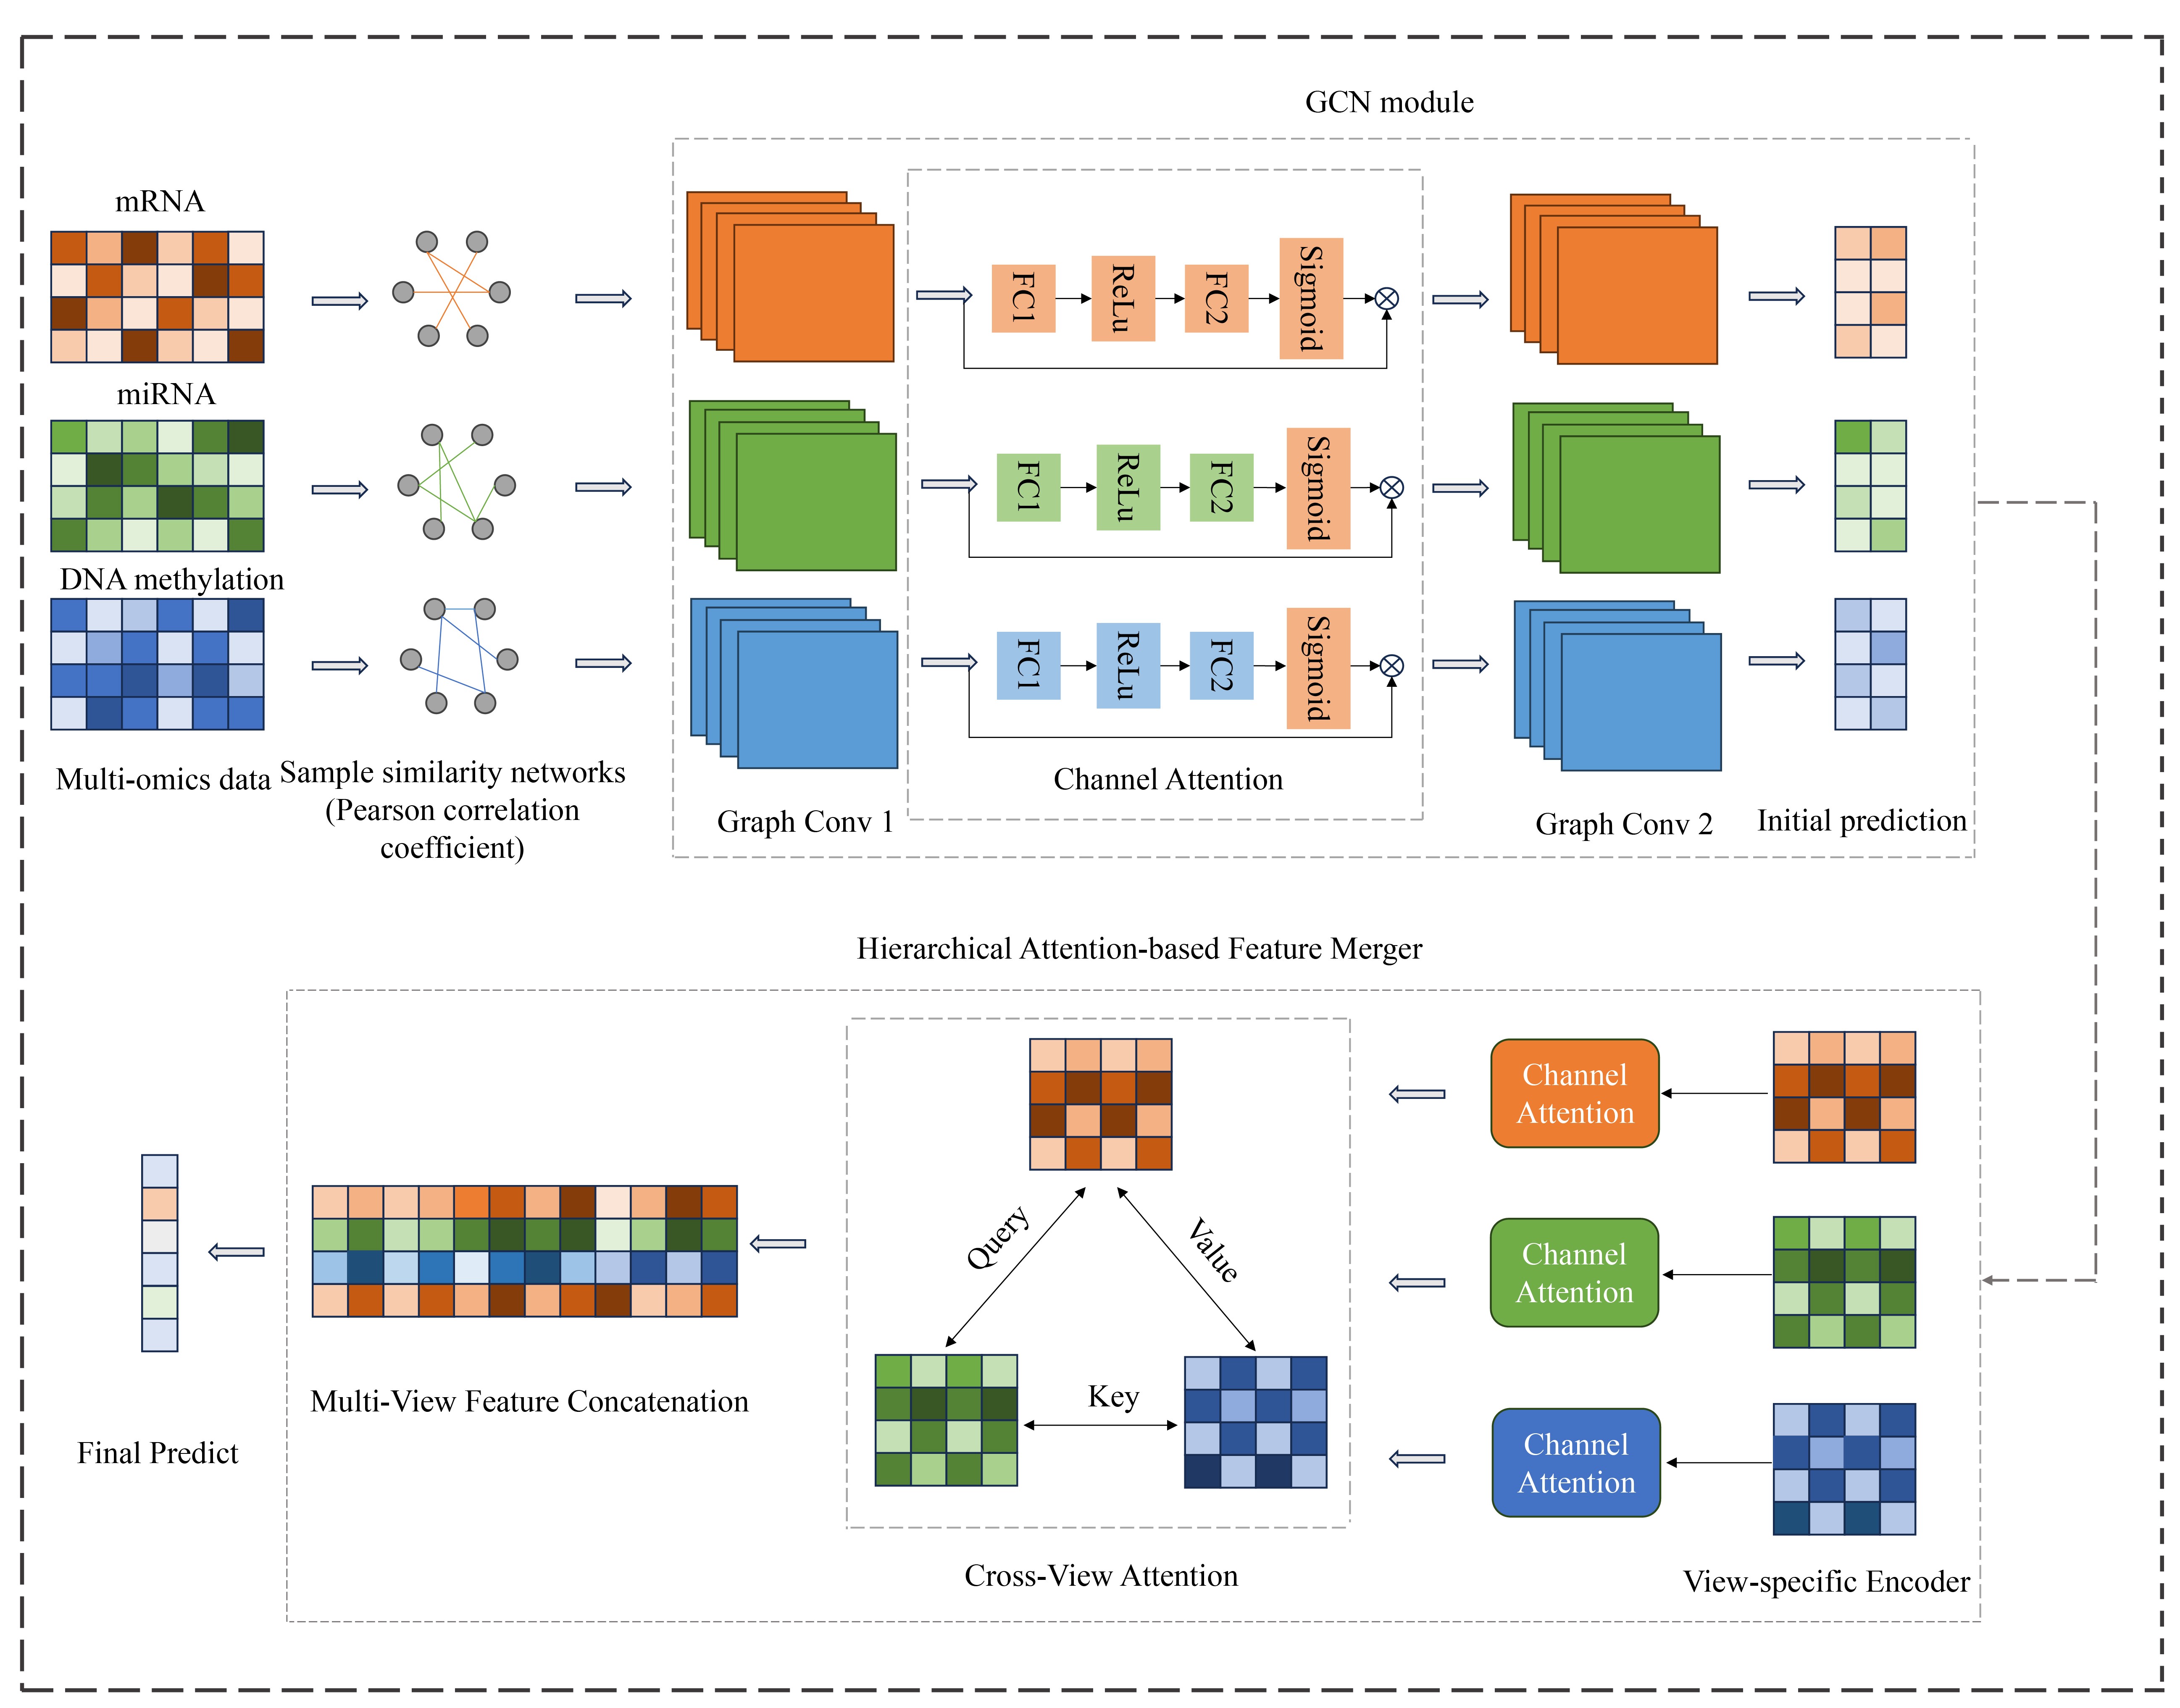 GCN module
mRNA
miRNA
DNA methylation
FC1
ReLu
FC2
Sigmoid
FC1
ReLu
FC2
Sigmoid
FC1
ReLu
FC2
Sigmoid
Multi-omics data
Sample similarity networks
(Pearson correlation
coefficient)
Graph Conv 1
Channel Attention
Graph Conv 2
Initial prediction
Hierarchical Attention-based Feature Merger
Channel
Attention
Channel
Attention
Channel
Attention
Query
Value
Key
Multi-View Feature Concatenation
Final Predict
Cross-View Attention
View-specific Encoder